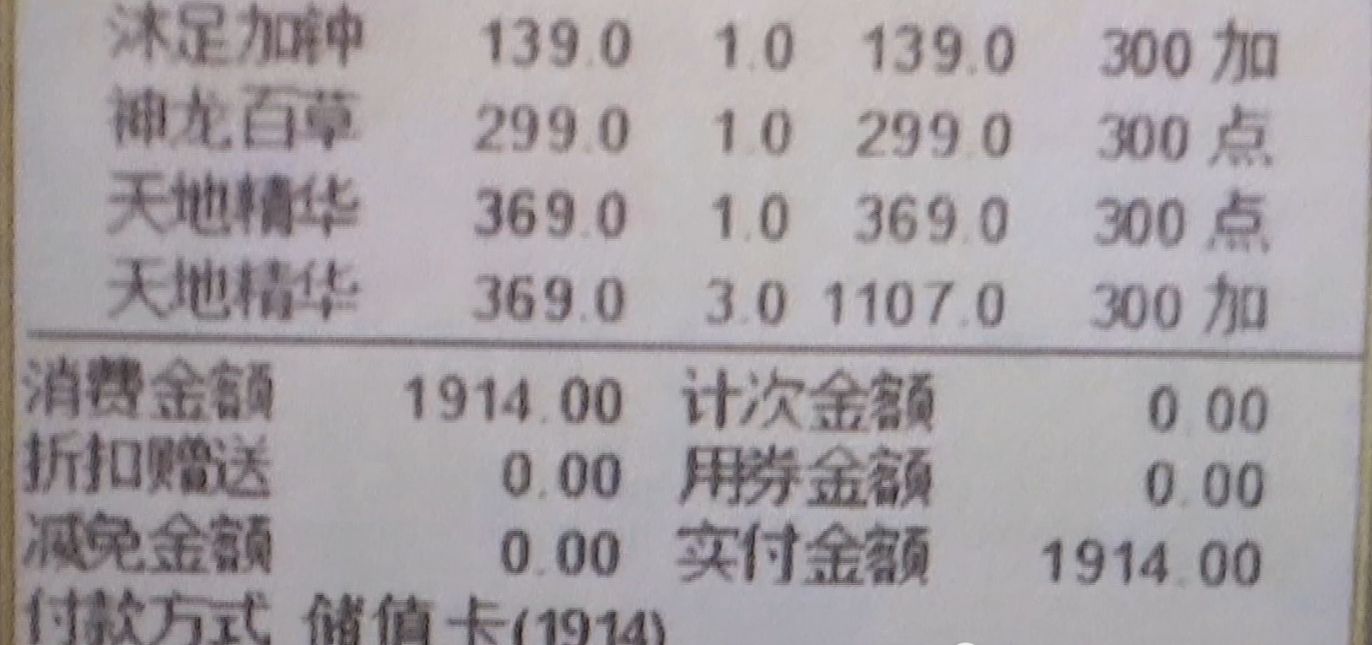 沐足加钟 139.0 1.0 139.0 300 加
神龙百草 299.0 1.0 299.0 300 点
天地精华 369.0 1.0 369.0 300 点
天地精华 369.0 3.0 1107.0 300 加
消费金额 1914.00 计次金额 0.00
折扣赠送 0.00 用券金额 0.00
减免金额 0.00 实付金额 1914.00
付款方式 储值卡(1914)